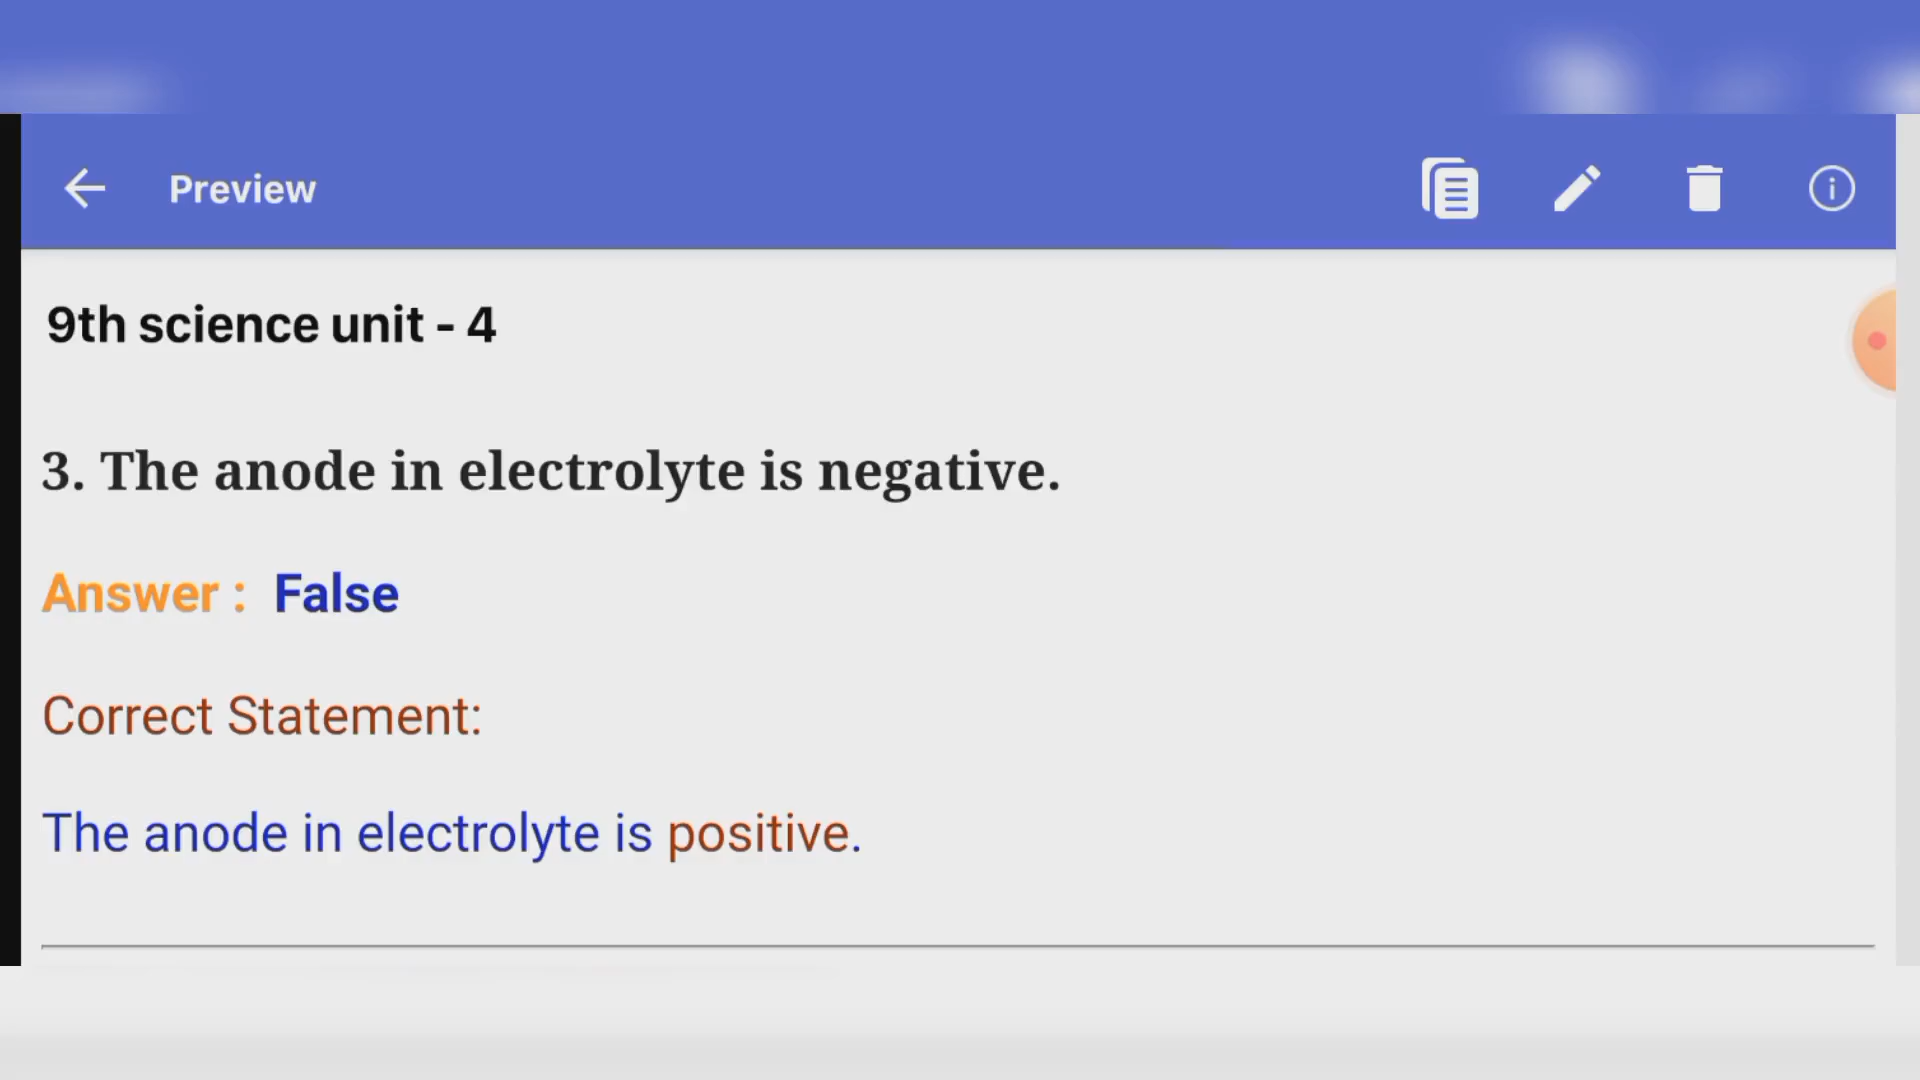 Preview
9th science unit - 4
3. The anode in electrolyte is negative.
Answer : False
Correct Statement:
The anode in electrolyte is positive.